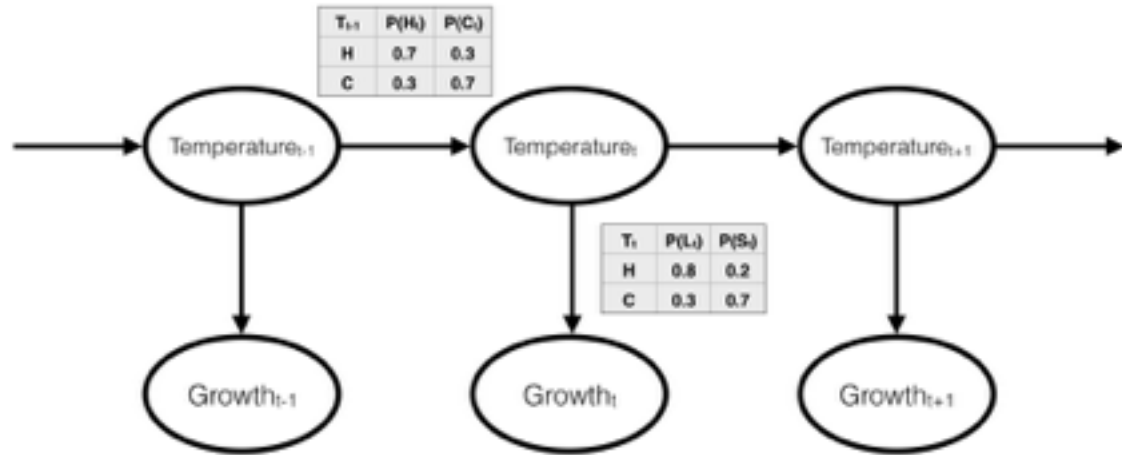 Tt-1 P(Ht) P(Ct)
H 0.7 0.3
C 0.3 0.7
Temperaturet-1 Temperaturet Temperaturet+1
Tt P(Lt) P(St)
H 0.8 0.2
C 0.3 0.7
Growtht-1 Growtht Growtht+1